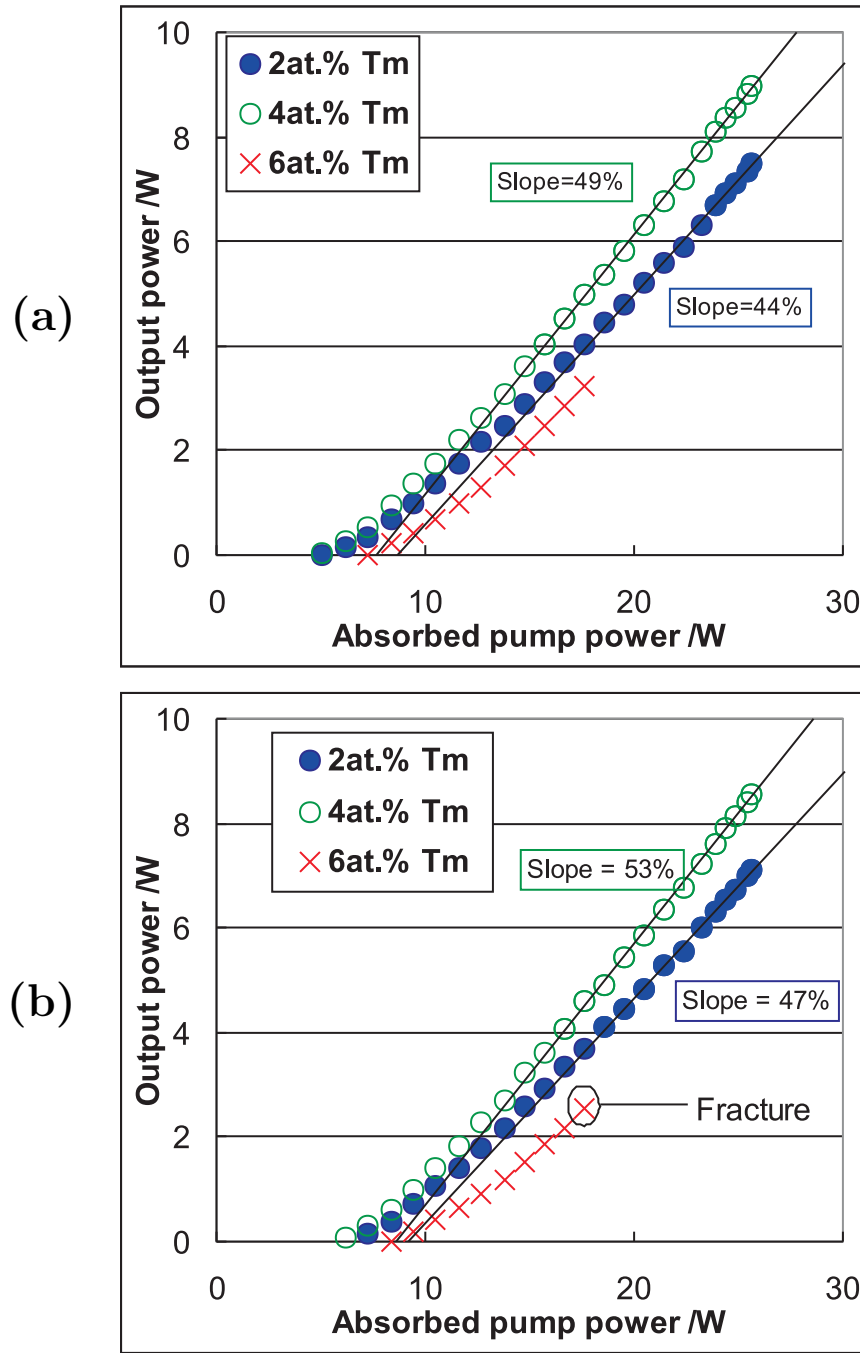 (a)
10
8
6
4
2
0
Output power /W
2at.% Tm
4at.% Tm
6at.% Tm
Slope=49%
Slope=44%
0 10 20 30
Absorbed pump power /W
(b)
10
8
6
4
2
0
Output power /W
2at.% Tm
4at.% Tm
6at.% Tm
Slope = 53%
Slope = 47%
Fracture
0 10 20 30
Absorbed pump power /W